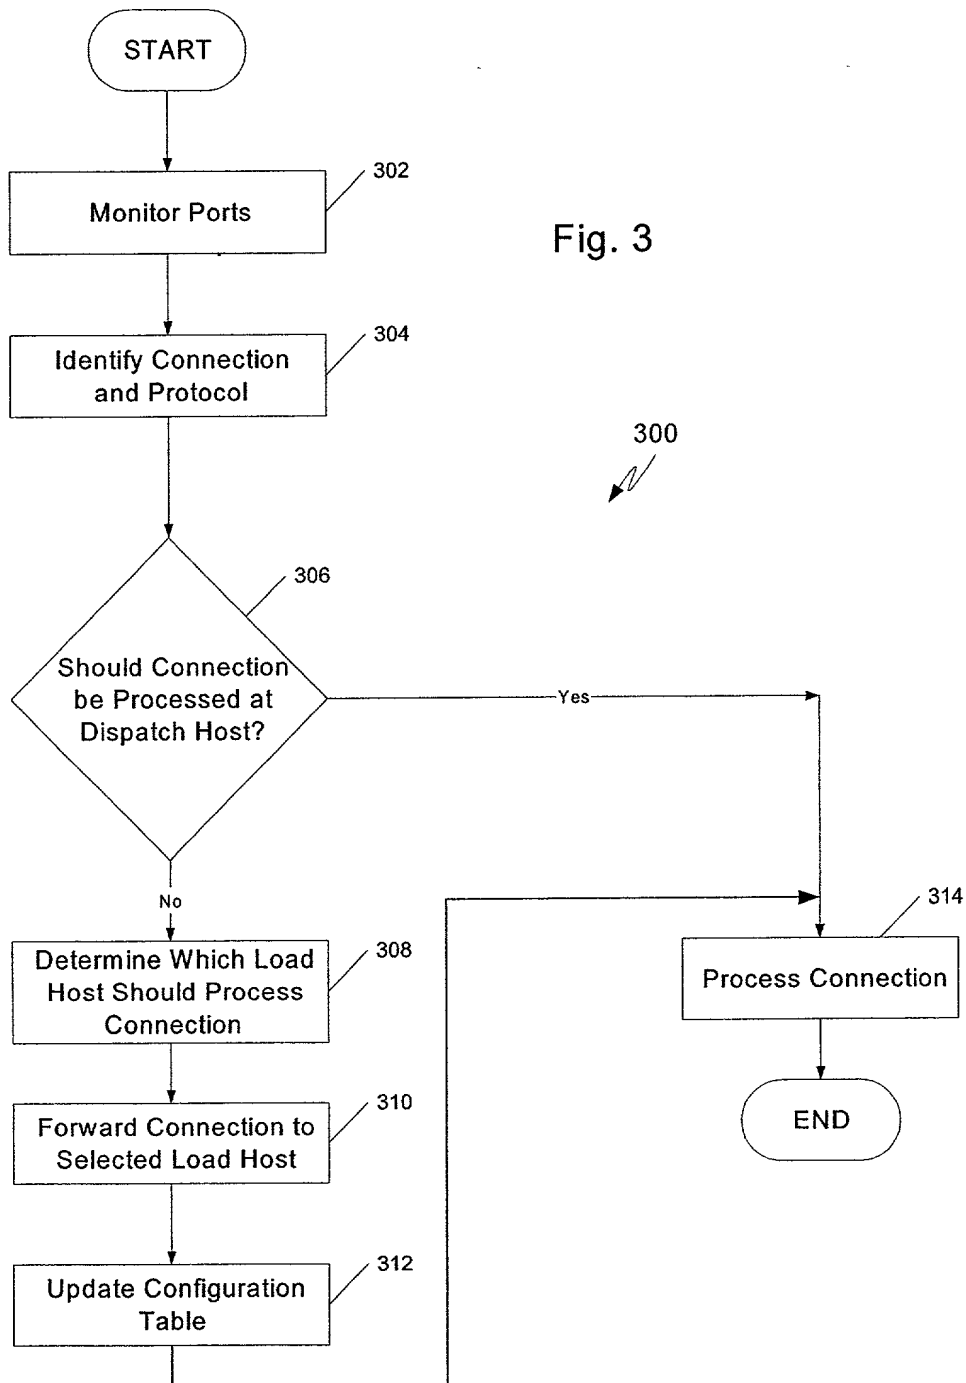 START
302
Monitor Ports
Fig. 3
304
Identify Connection
and Protocol
300
306
Should Connection
be Processed at
Dispatch Host?
Yes
No
308
Determine Which Load
Host Should Process
Connection
314
Process Connection
310
Forward Connection to
Selected Load Host
END
312
Update Configuration
Table